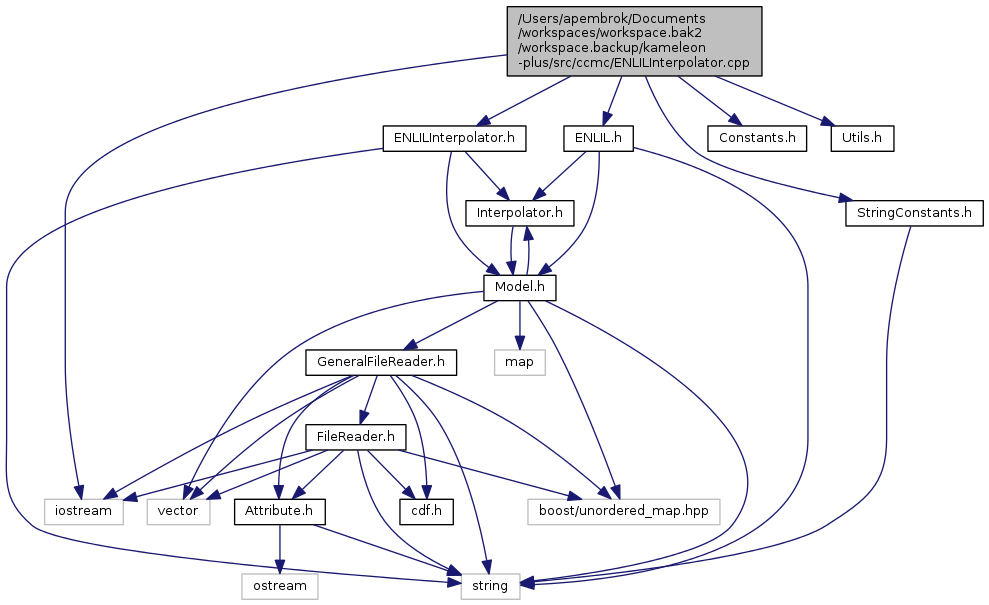 /Users/apembrok/Documents
/workspaces/workspace.bak2
/workspace.backup/kameleon
-plus/src/ccmc/ENLILInterpolator.cpp
ENLILInterpolator.h
ENLIL.h
Constants.h
Utils.h
Interpolator.h
StringConstants.h
Model.h
GeneralFileReader.h
map
FileReader.h
iostream
vector
Attribute.h
cdf.h
boost/unordered_map.hpp
ostream
string